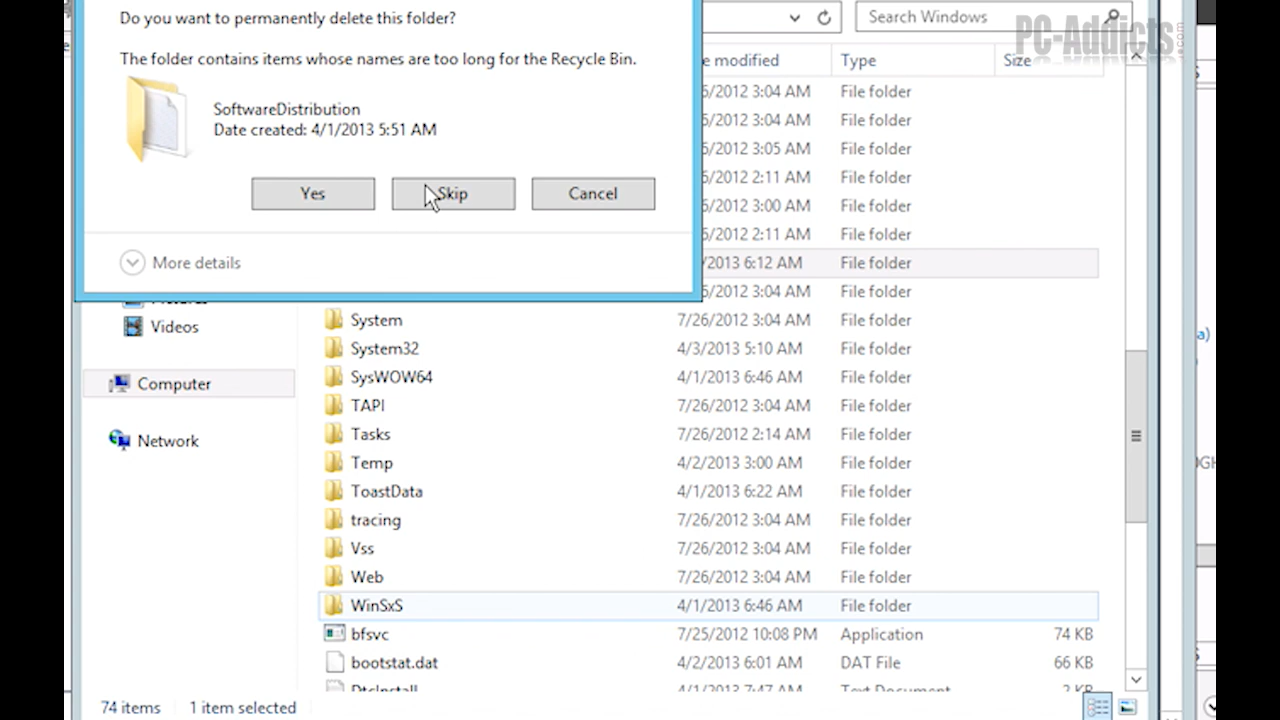 Do you want to permanently delete this folder?
The folder contains items whose names are too long for the Recycle Bin.
SoftwareDistribution
Date created: 4/1/2013 5:51 AM
Yes
Skip
Cancel
More details
Search Windows
PC-Addicts.com
e modified Type Size
6/2012 3:04 AM File folder
6/2012 3:04 AM File folder
6/2012 3:05 AM File folder
6/2012 2:11 AM File folder
6/2012 3:00 AM File folder
6/2012 2:11 AM File folder
/2013 6:12 AM File folder
6/2012 3:04 AM File folder
Videos
Computer
Network
System 7/26/2012 3:04 AM File folder
System32 4/3/2013 5:10 AM File folder
SysWOW64 4/1/2013 6:46 AM File folder
TAPI 7/26/2012 3:04 AM File folder
Tasks 7/26/2012 2:14 AM File folder
Temp 4/2/2013 3:00 AM File folder
ToastData 4/1/2013 6:22 AM File folder
tracing 7/26/2012 3:04 AM File folder
Vss 7/26/2012 3:04 AM File folder
Web 7/26/2012 3:04 AM File folder
WinSxS 4/1/2013 6:46 AM File folder
bfsvc 7/25/2012 10:08 PM Application 74 KB
bootstat.dat 4/2/2013 6:01 AM DAT File 66 KB
DtcInstall 4/1/2013 7:47 AM Text Document 2 KB
74 items 1 item selected